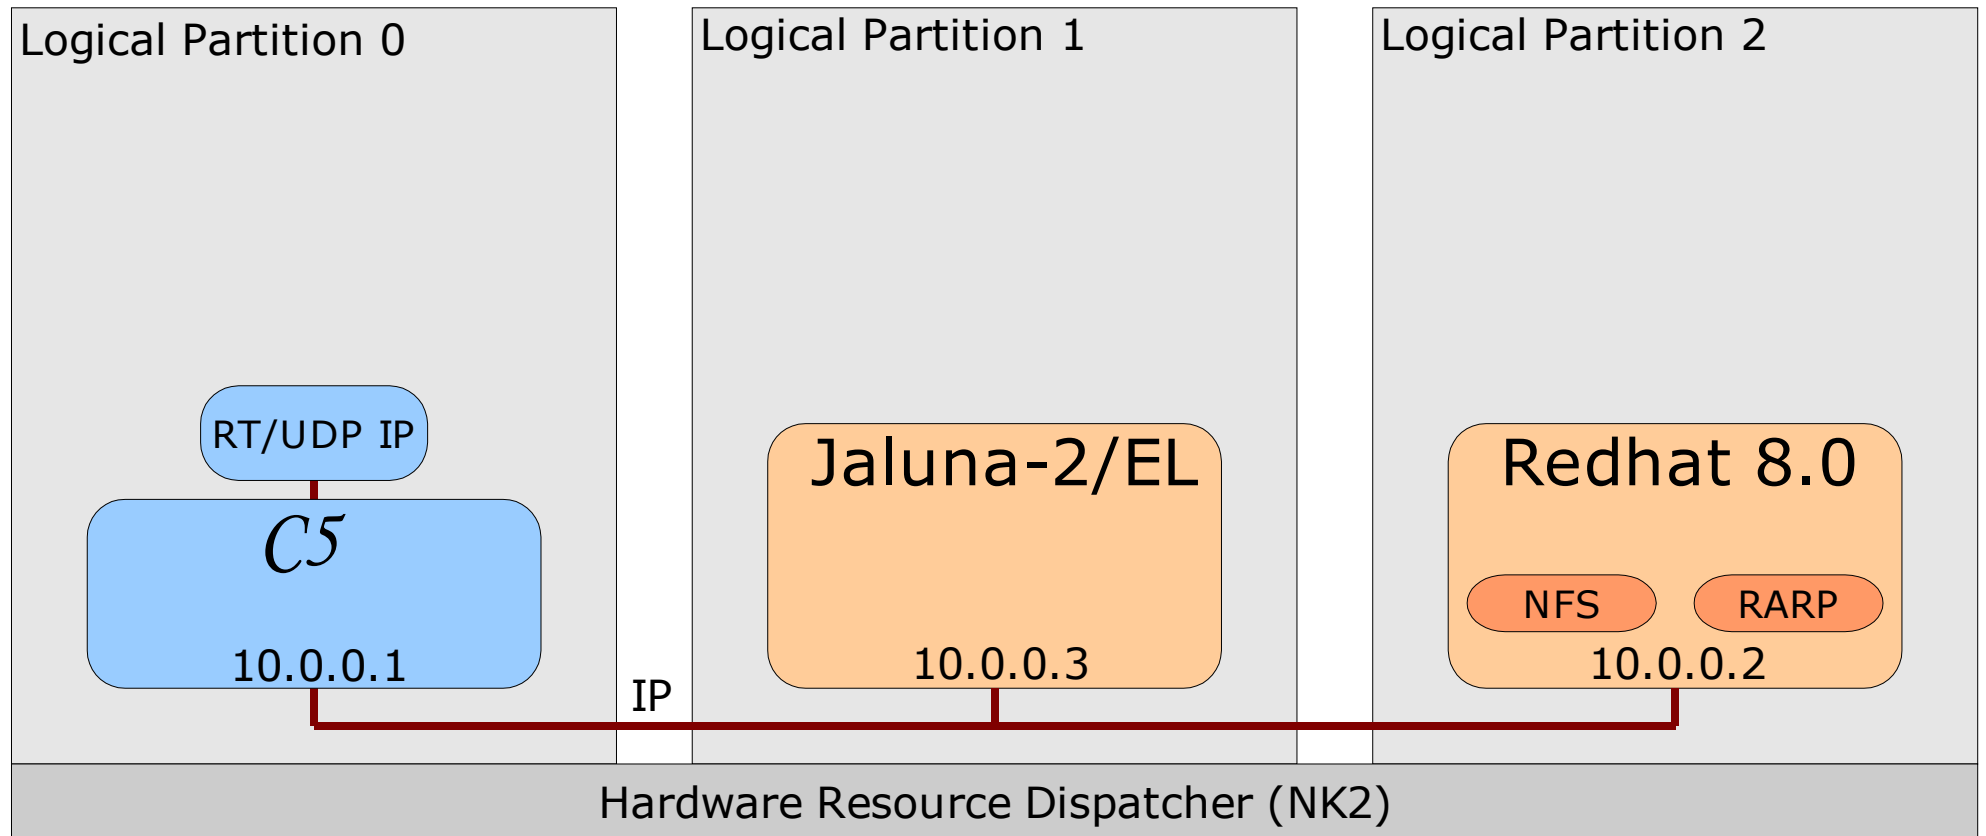 Logical Partition 0
Logical Partition 1
Logical Partition 2
RT/UDP IP
C5
10.0.0.1
IP
Jaluna-2/EL
10.0.0.3
Redhat 8.0
NFS
RARP
10.0.0.2
Hardware Resource Dispatcher (NK2)